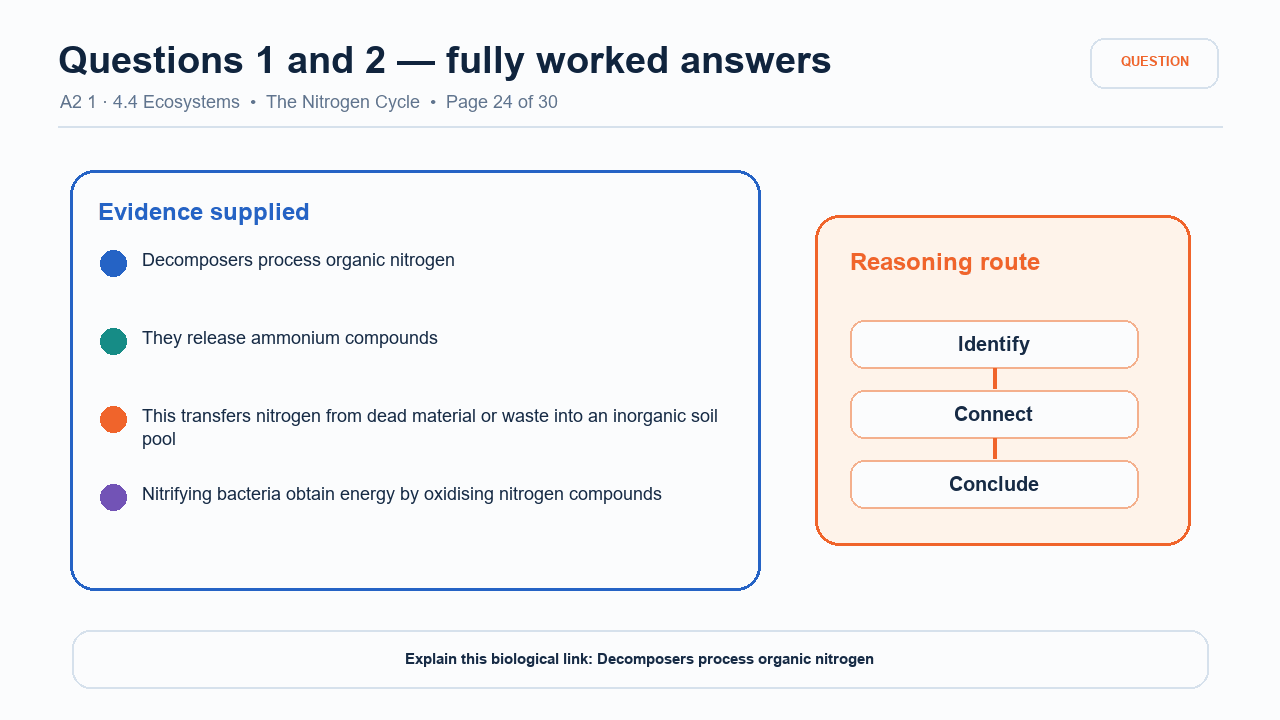 Questions 1 and 2 — fully worked answers
QUESTION
A2 1 · 4.4 Ecosystems • The Nitrogen Cycle • Page 24 of 30
Evidence supplied
Decomposers process organic nitrogen
They release ammonium compounds
This transfers nitrogen from dead material or waste into an inorganic soil
pool
Nitrifying bacteria obtain energy by oxidising nitrogen compounds
Reasoning route
Identify
Connect
Conclude
Explain this biological link: Decomposers process organic nitrogen